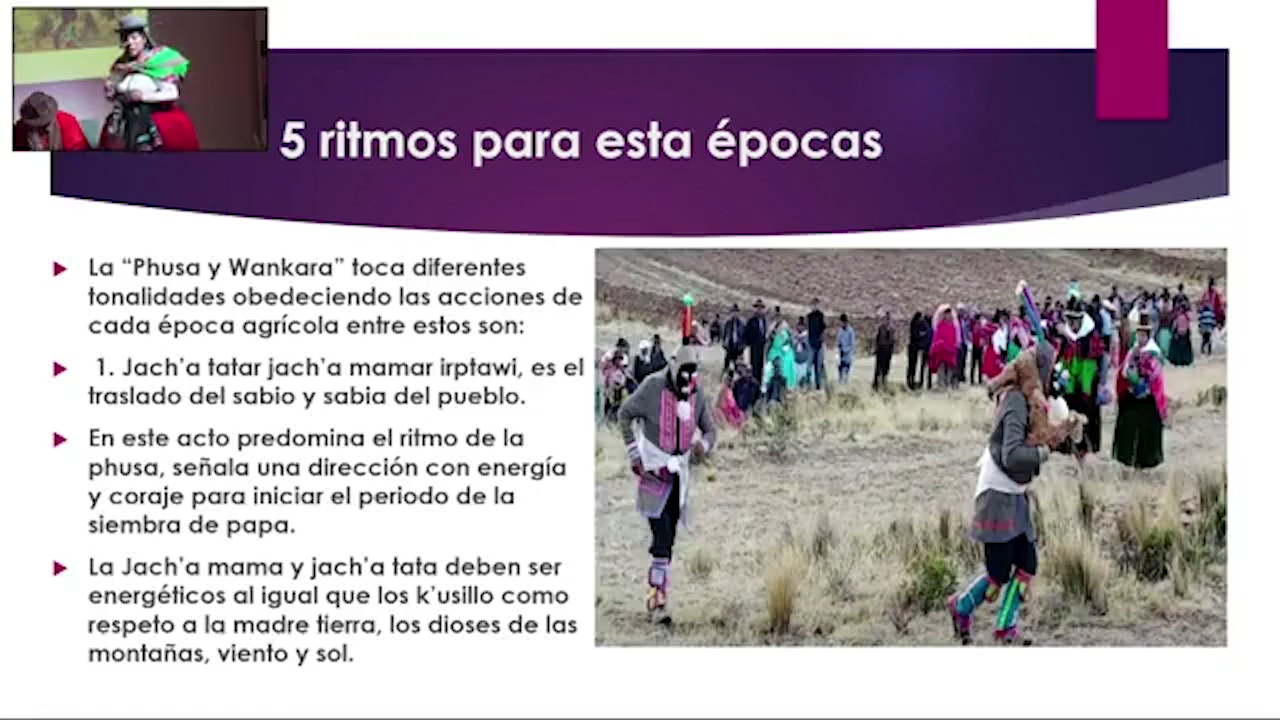 5 ritmos para esta épocas
La “Phusa y Wankara” toca diferentes
tonalidades obedeciendo las acciones de
cada época agrícola entre estos son:
1. Jach’a tatar jach’a mamar irptawi, es el
traslado del sabio y sabia del pueblo.
En este acto predomina el ritmo de la
phusa, señala una dirección con energía
y coraje para iniciar el periodo de la
siembra de papa.
La Jach’a mama y jach’a tata deben ser
energéticos al igual que los k’usillo como
respeto a la madre tierra, los dioses de las
montañas, viento y sol.